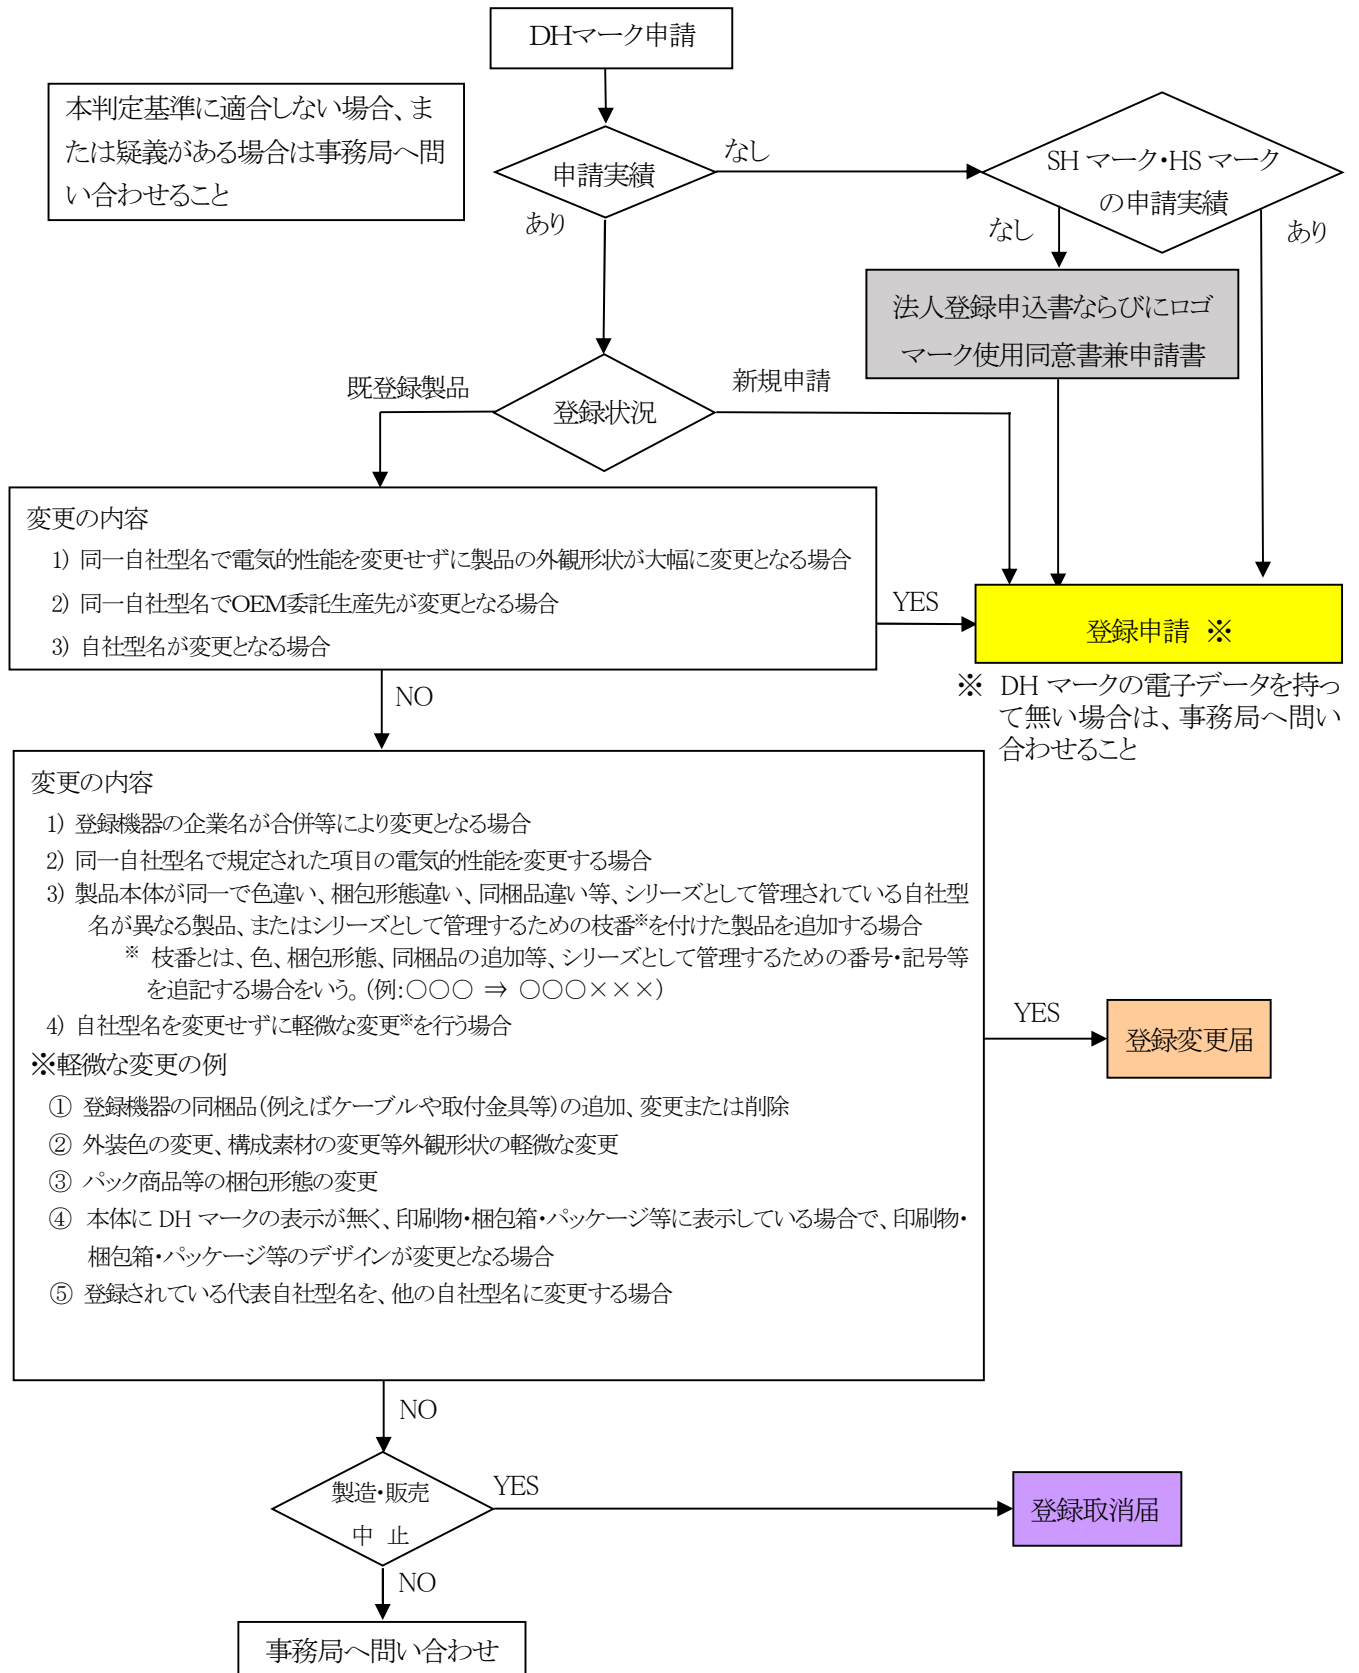 DHマーク申請
本判定基準に適合しない場合、ま
たは疑義がある場合は事務局へ問
い合わせること
申請実績
なし
あり
SH マーク・HS マーク
の申請実績
なし
あり
法人登録申込書ならびにロゴ
マーク使用同意書兼申請書
既登録製品
登録状況
新規申請
変更の内容
1) 同一自社型名で電気的性能を変更せずに製品の外観形状が大幅に変更となる場合
2) 同一自社型名でOEM委託生産先が変更となる場合
3) 自社型名が変更となる場合
YES
登録申請 ※
※ DH マークの電子データを持っ
て無い場合は、事務局へ問い
合わせること
NO
変更の内容
1) 登録機器の企業名が合併等により変更となる場合
2) 同一自社型名で規定された項目の電気的性能を変更する場合
3) 製品本体が同一で色違い、梱包形態違い、同梱品違い等、シリーズとして管理されている自社型
名が異なる製品、またはシリーズとして管理するための枝番※を付けた製品を追加する場合
※ 枝番とは、色、梱包形態、同梱品の追加等、シリーズとして管理するための番号・記号等
を追記する場合をいう。(例:○○○ ⇒ ○○○×××)
4) 自社型名を変更せずに軽微な変更※を行う場合
※軽微な変更の例
① 登録機器の同梱品(例えばケーブルや取付金具等)の追加、変更または削除
② 外装色の変更、構成素材の変更等外観形状の軽微な変更
③ パック商品等の梱包形態の変更
④ 本体に DH マークの表示が無く、印刷物・梱包箱・パッケージ等に表示している場合で、印刷物・
梱包箱・パッケージ等のデザインが変更となる場合
⑤ 登録されている代表自社型名を、他の自社型名に変更する場合
YES
登録変更届
NO
製造・販売
中 止
YES
登録取消届
NO
事務局へ問い合わせ